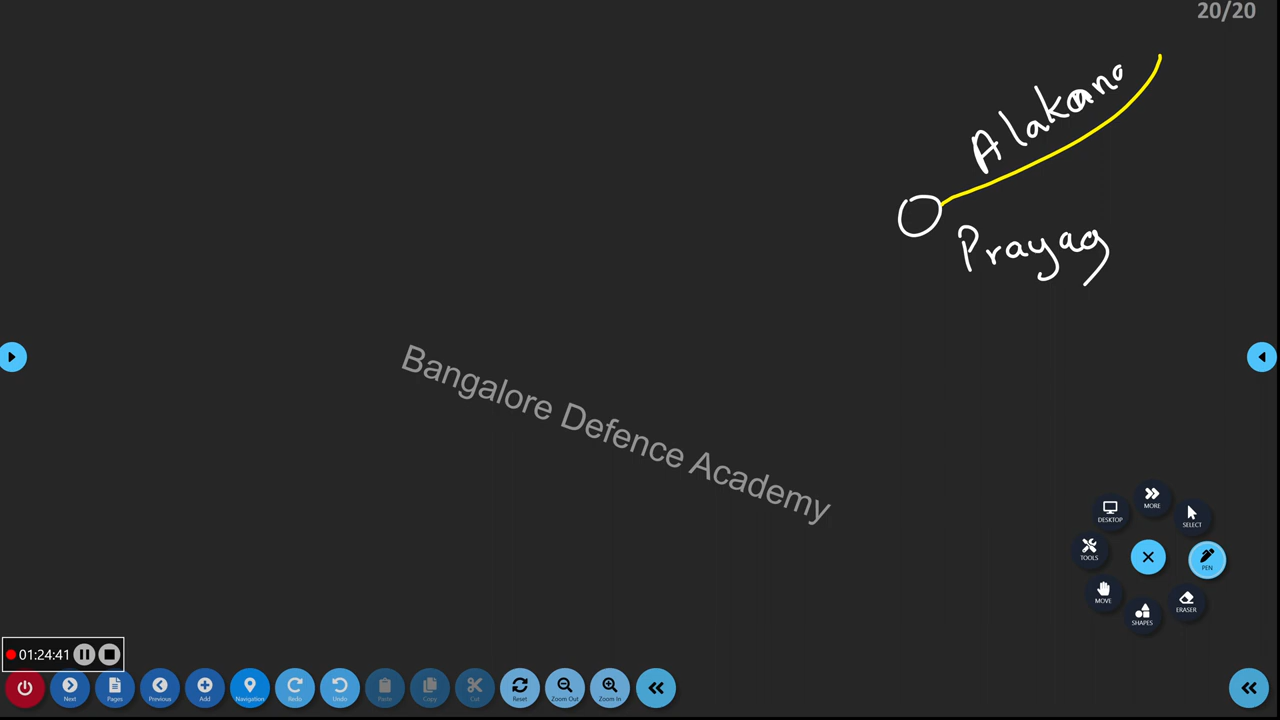 20/20
Alakano
Prayag
Bangalore Defence Academy
MORE
DESKTOP
SELECT
TOOLS
PEN
MOVE
ERASER
SHAPES
01:24:41
Next
Pages
Previous
Add
Navigation
Redo
Undo
Paste
Copy
Cut
Reset
Zoom Out
Zoom In